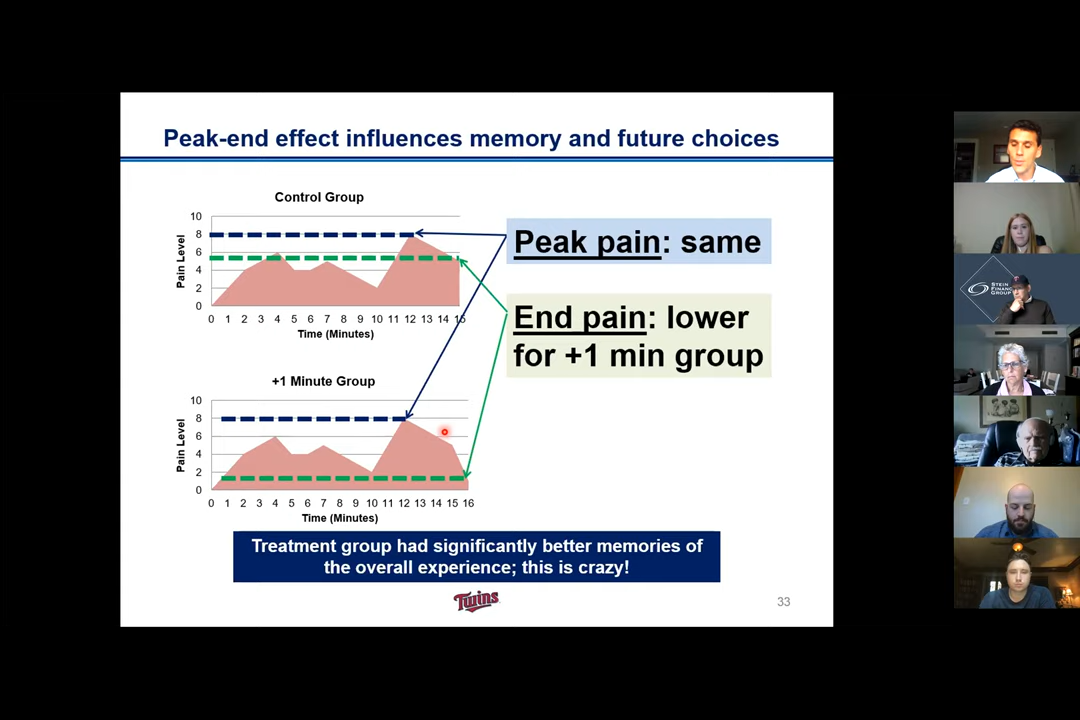 Peak-end effect influences memory and future choices
Control Group
10
8
6
4
2
0
Pain Level
0 1 2 3 4 5 6 7 8 9 10 11 12 13 14 15
Time (Minutes)
Peak pain: same
End pain: lower
for +1 min group
+1 Minute Group
10
8
6
4
2
0
Pain Level
0 1 2 3 4 5 6 7 8 9 10 11 12 13 14 15 16
Time (Minutes)
Treatment group had significantly better memories of
the overall experience; this is crazy!
Twins
33
STEIN
GROUP